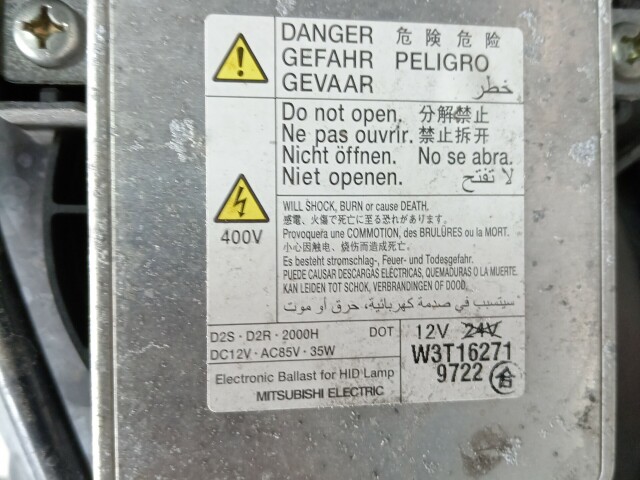 DANGER 危険 危险
GEFAHR PELIGRO
GEVAAR خطر
Do not open. 分解禁止
Ne pas ouvrir. 禁止拆开
Nicht öffnen. No se abra.
Niet openen. لا تفتح
400V
WILL SHOCK, BURN or cause DEATH.
感電、火傷で死亡に至る恐れがあります。
Provoquera une COMMOTION, des BRULÛRES ou la MORT.
小心因触电、烧伤而造成死亡。
Es besteht stromschlag-, Feuer- und Todesgefahr.
PUEDE CAUSAR DESCARGAS ELÉCTRICAS, QUEMADURAS O LA MUERTE.
KAN LEIDEN TOT SCHOK, VERBRANDINGEN OF DOOD.
سيتسبب في صدمة كهربائية، حرق أو موت
D2S · D2R · 2000H DOT
DC12V · AC85V · 35W
12V 24V
W3T16271
9722 合
Electronic Ballast for HID Lamp
MITSUBISHI ELECTRIC